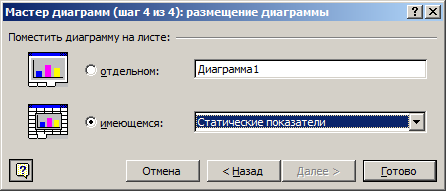 Мастер диаграмм (шаг 4 из 4): размещение диаграммы
Поместить диаграмму на листе:
отдельном:
Диаграмма1
имеющемся:
Статические показатели
Отмена
< Назад
Далее >
Готово